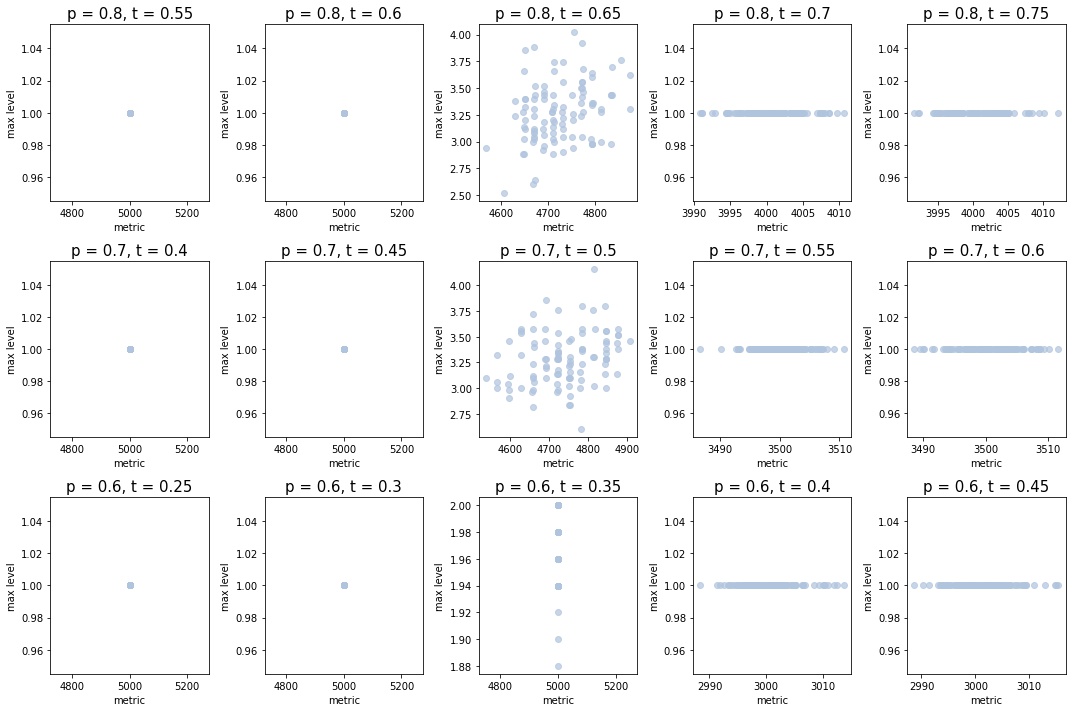 p = 0.8, t = 0.55 p = 0.8, t = 0.6 p = 0.8, t = 0.65 p = 0.8, t = 0.7 p = 0.8, t = 0.75
max level max level max level max level max level
1.04 1.04 4.00 1.04 1.04
1.02 1.02 3.75 1.02 1.02
1.00 1.00 3.50 1.00 1.00
0.98 0.98 3.25 0.98 0.98
0.96 0.96 3.00 0.96 0.96
2.75
2.50
4800 5000 5200 4800 5000 5200 4600 4700 4800 3990 3995 4000 4005 4010 3995 4000 4005 4010
metric metric metric metric metric
p = 0.7, t = 0.4 p = 0.7, t = 0.45 p = 0.7, t = 0.5 p = 0.7, t = 0.55 p = 0.7, t = 0.6
max level max level max level max level max level
1.04 1.04 4.00 1.04 1.04
1.02 1.02 3.75 1.02 1.02
1.00 1.00 3.50 1.00 1.00
0.98 0.98 3.25 0.98 0.98
0.96 0.96 3.00 0.96 0.96
2.75
4800 5000 5200 4800 5000 5200 4600 4700 4800 4900 3490 3500 3510 3490 3500 3510
metric metric metric metric metric
p = 0.6, t = 0.25 p = 0.6, t = 0.3 p = 0.6, t = 0.35 p = 0.6, t = 0.4 p = 0.6, t = 0.45
max level max level max level max level max level
1.04 1.04 2.00 1.04 1.04
1.02 1.02 1.98 1.02 1.02
1.00 1.00 1.96 1.00 1.00
0.98 0.98 1.94 0.98 0.98
0.96 0.96 1.92 0.96 0.96
1.90
1.88
4800 5000 5200 4800 5000 5200 4800 5000 5200 2990 3000 3010 2990 3000 3010
metric metric metric metric metric